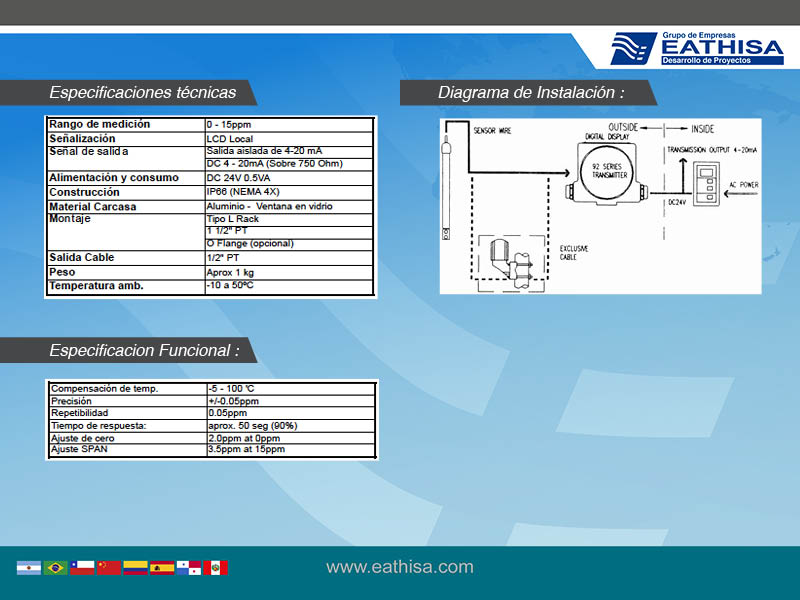 Grupo de Empresas
EATHISA
Desarrollo de Proyectos
Especificaciones técnicas
Rango de medición 0 - 15ppm
Señalización LCD Local
Señal de salida Salida aislada de 4-20 mA
DC 4 - 20mA (Sobre 750 Ohm)
Alimentación y consumo DC 24V 0.5VA
Construcción IP66 (NEMA 4X)
Material Carcasa Aluminio - Ventana en vidrio
Montaje Tipo L Rack
1 1/2" PT
O Flange (opcional)
Salida Cable 1/2" PT
Peso Aprox 1 kg
Temperatura amb. -10 a 50ºC
Diagrama de Instalación :
SENSOR WIRE
OUTSIDE INSIDE
DIGITAL DISPLAY
92 SERIES
TRANSMITTER
TRANSMISSION OUTPUT 4-20mA
AC POWER
DC24V
EXCLUSIVE
CABLE
Especificacion Funcional :
Compensación de temp. -5 - 100 ℃
Precisión +/-0.05ppm
Repetibilidad 0.05ppm
Tiempo de respuesta: aprox. 50 seg (90%)
Ajuste de cero 2.0ppm at 0ppm
Ajuste SPAN 3.5ppm at 15ppm
www.eathisa.com